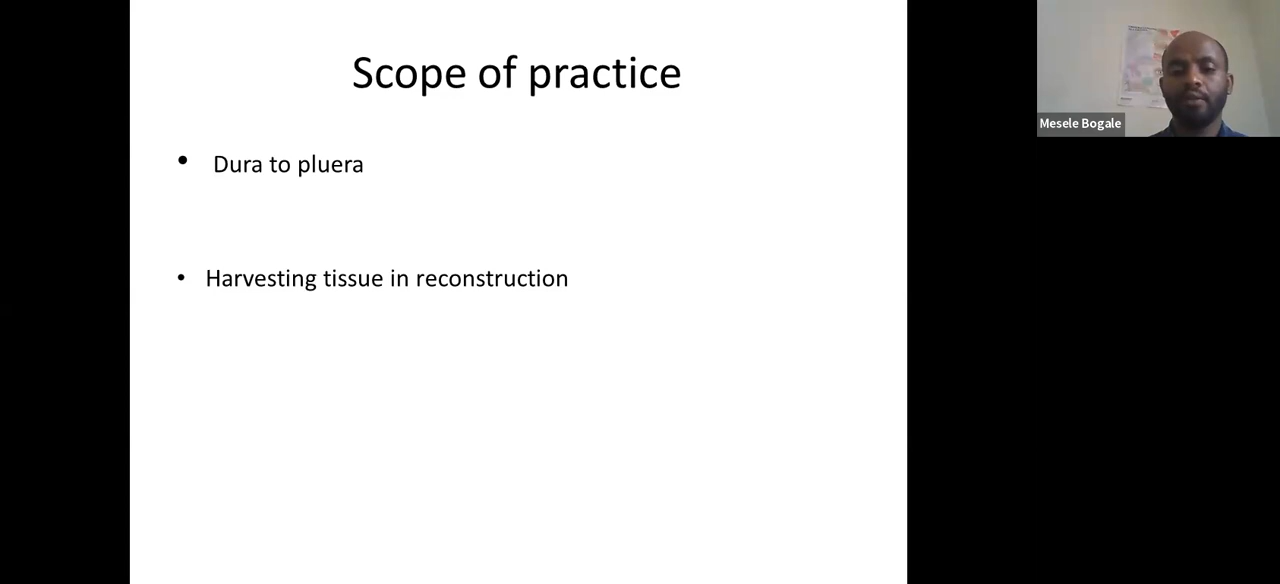 Scope of practice
• Dura to pluera
• Harvesting tissue in reconstruction
Mesele Bogale